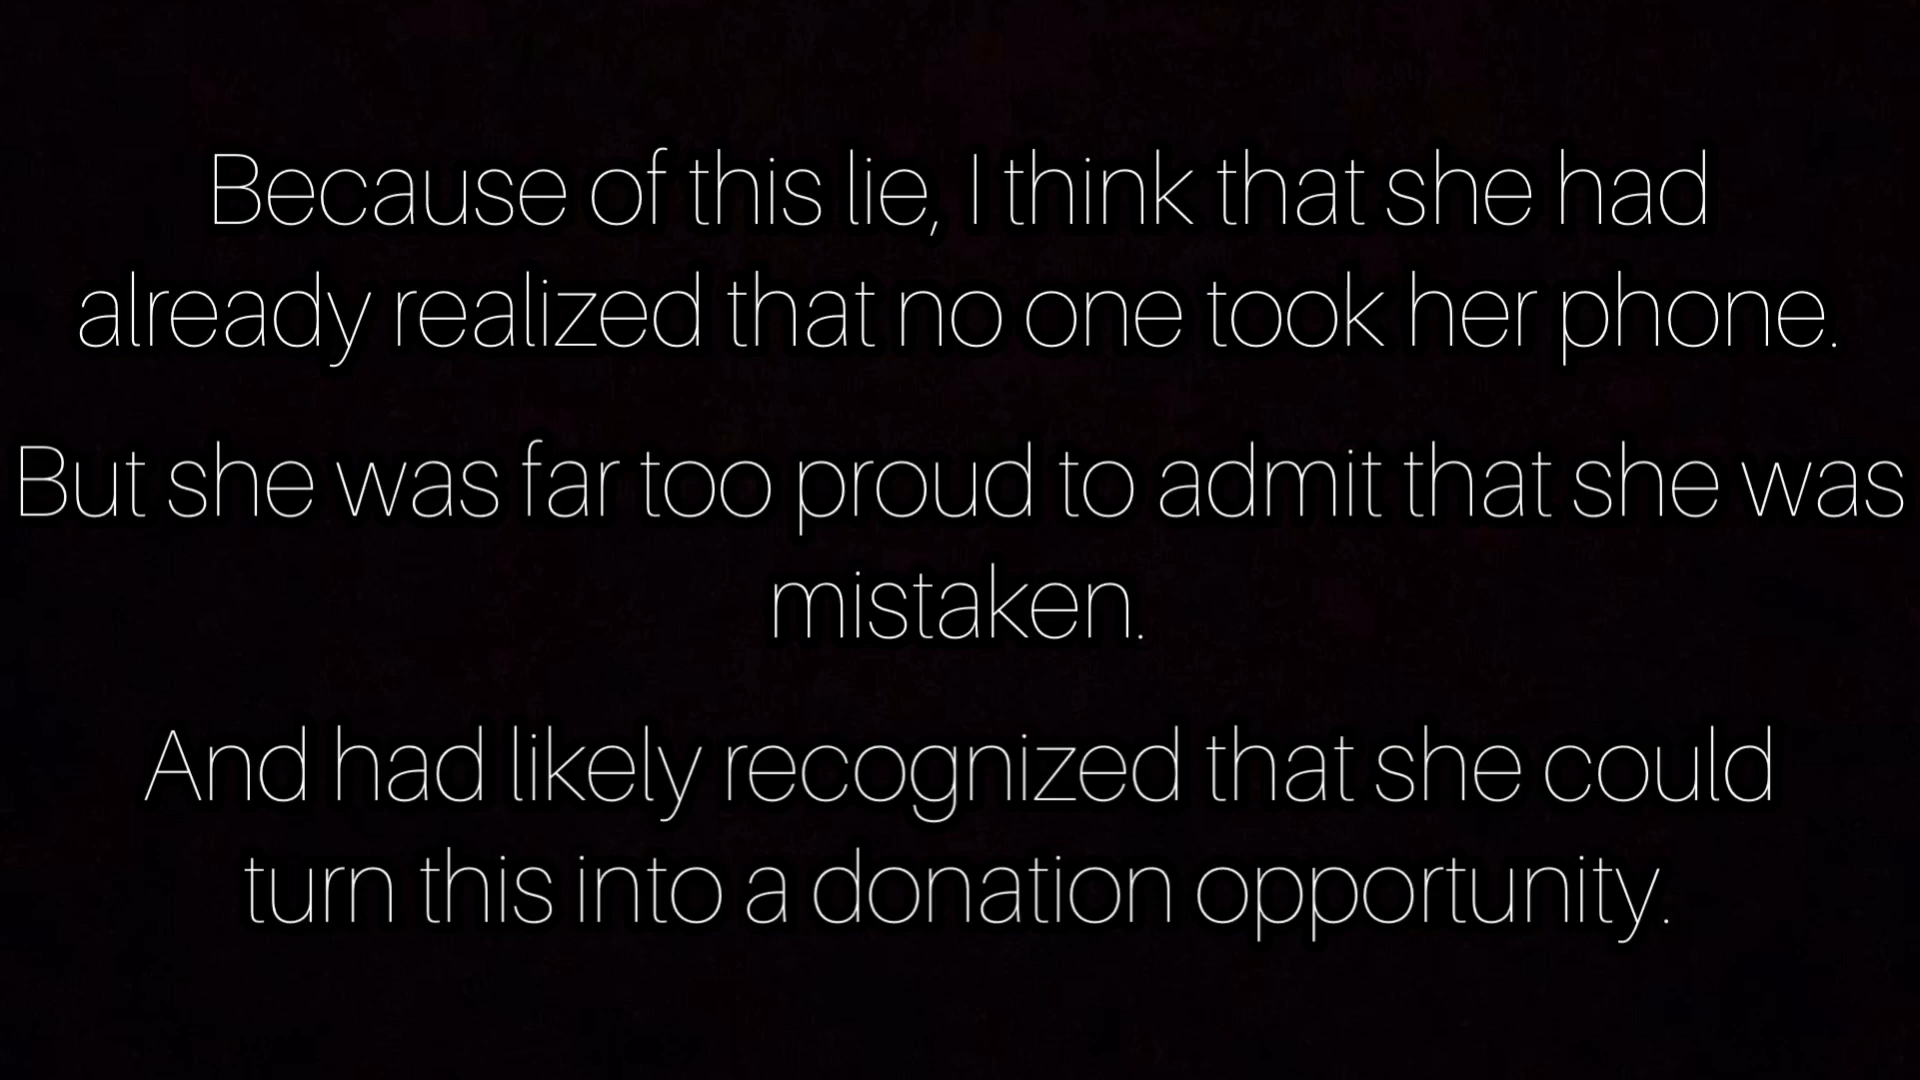 Because of this lie, I think that she had
already realized that no one took her phone.
But she was far too proud to admit that she was
mistaken.
And had likely recognized that she could
turn this into a donation opportunity.